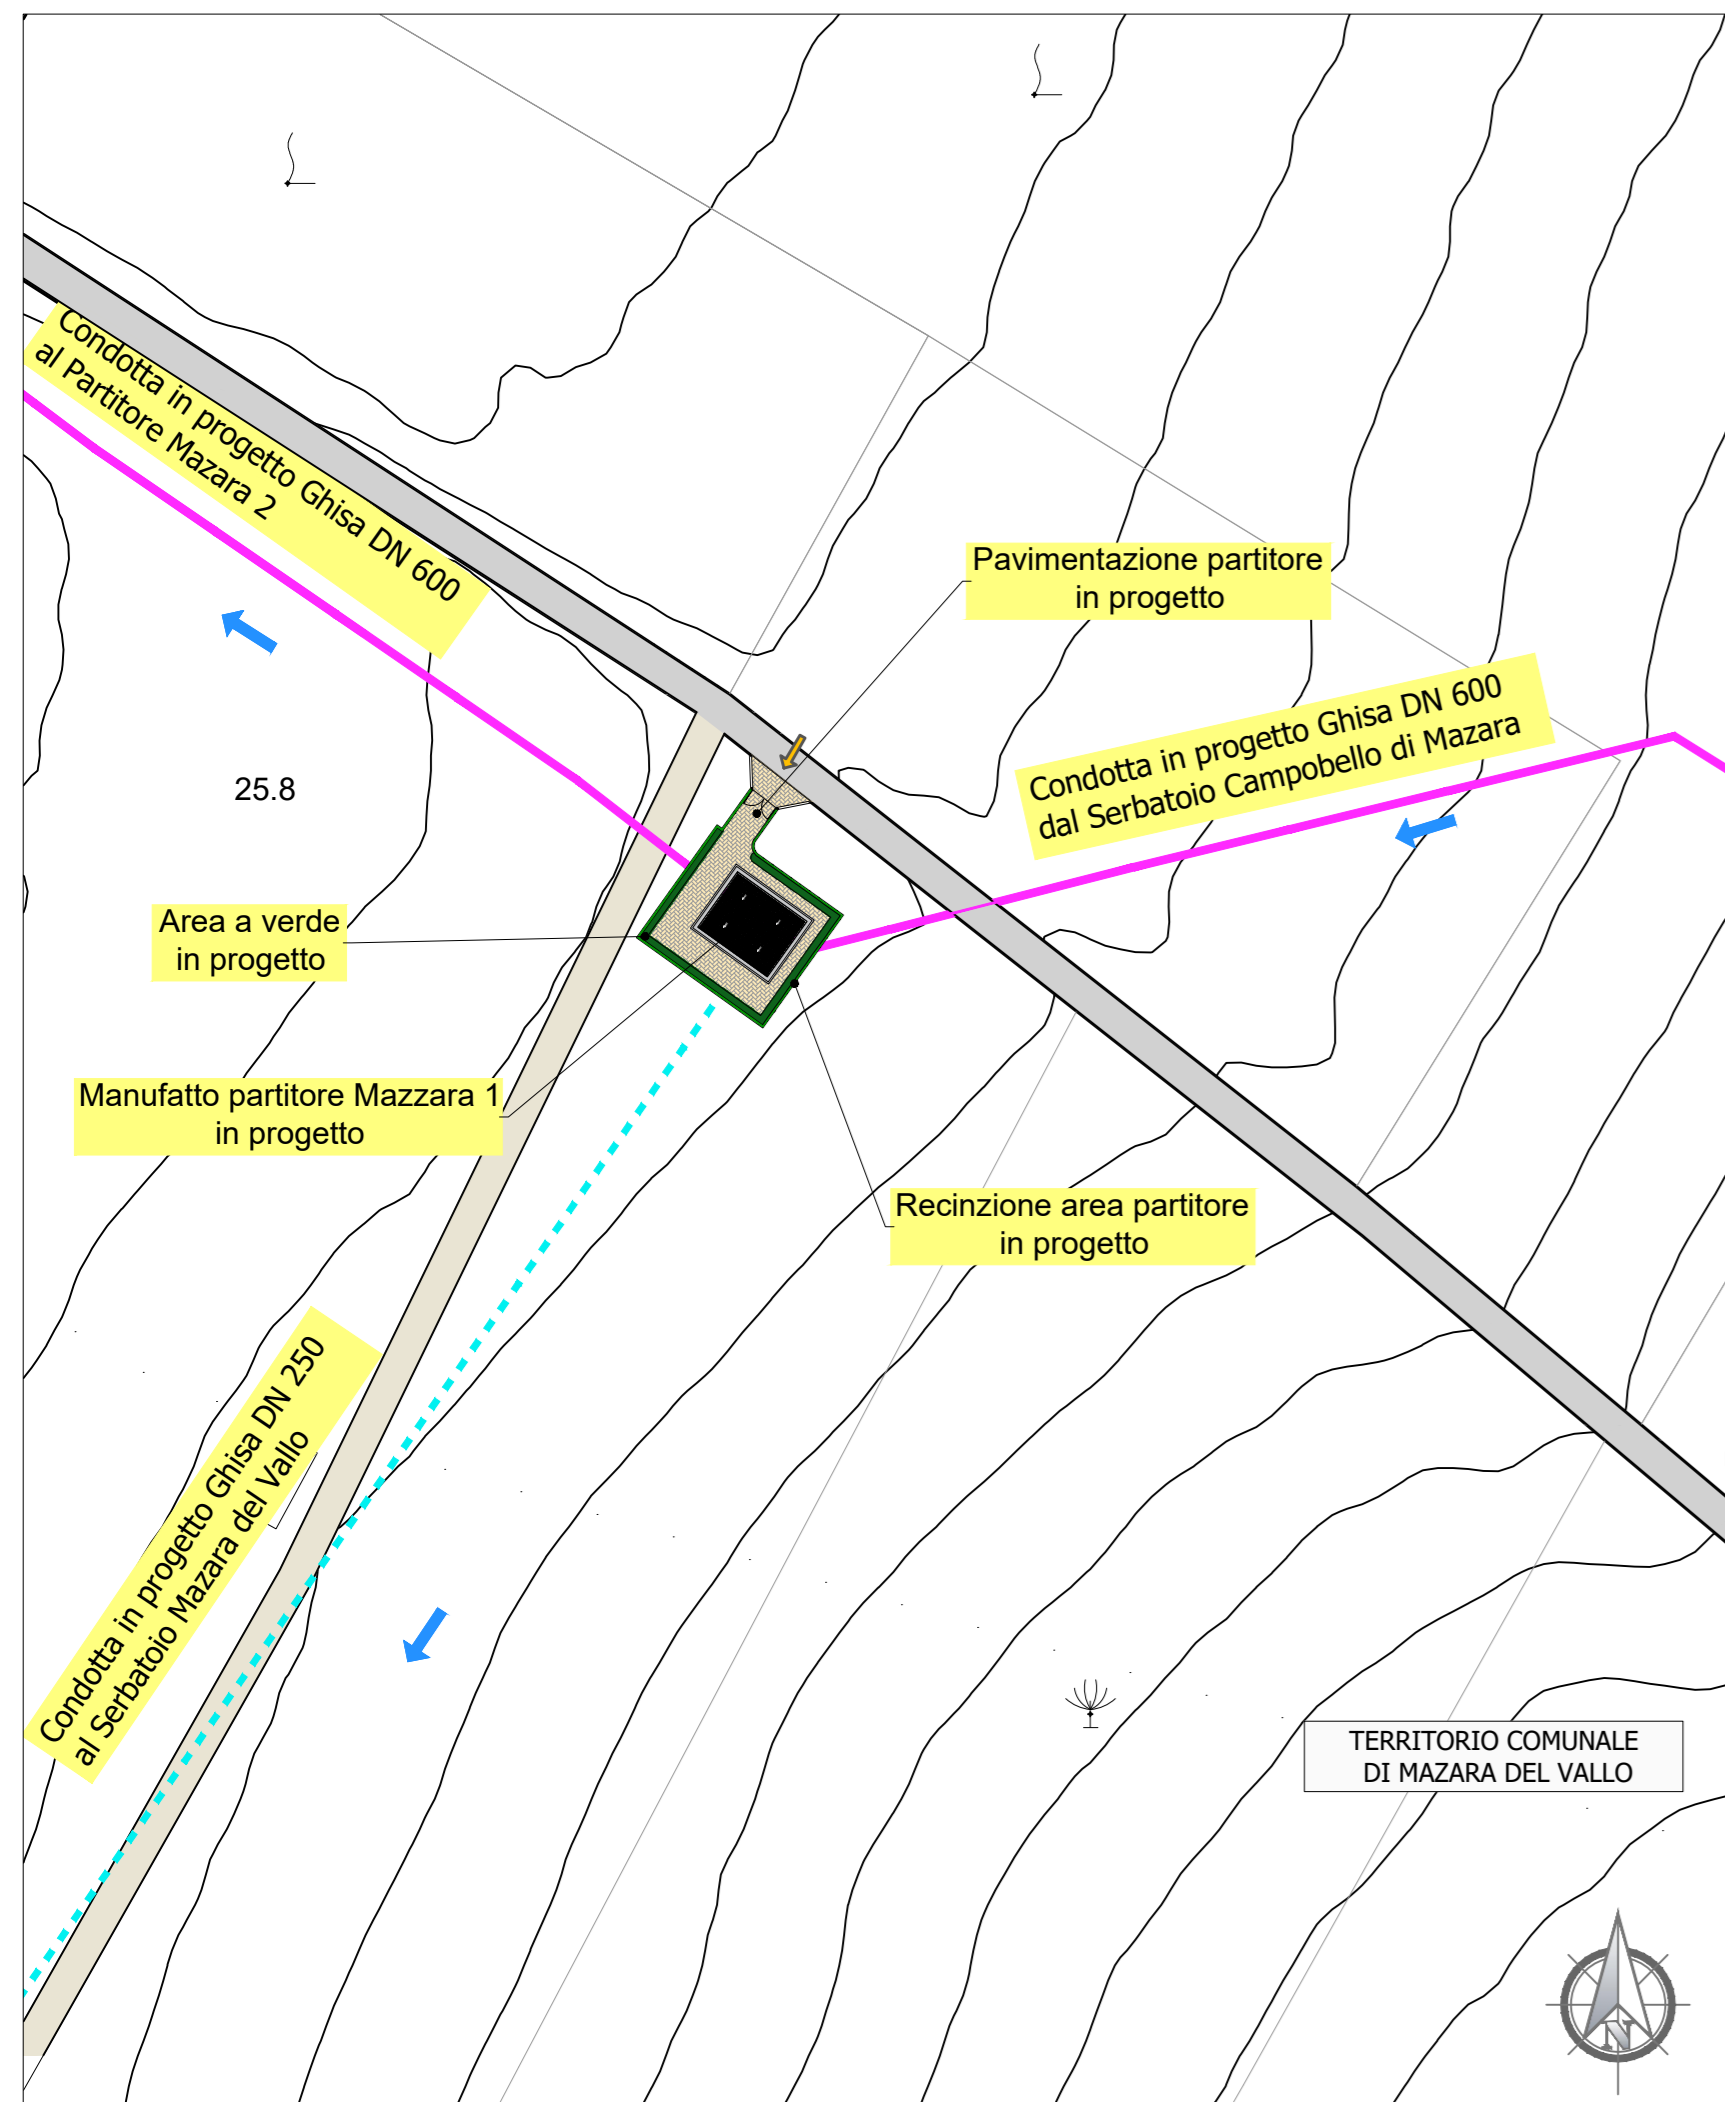 Condotta in progetto Ghisa DN 600
al Partitore Mazara 2
Pavimentazione partitore
in progetto
Condotta in progetto Ghisa DN 600
dal Serbatoio Campobello di Mazara
25.8
Area a verde
in progetto
Manufatto partitore Mazzara 1
in progetto
Recinzione area partitore
in progetto
Condotta in progetto Ghisa DN 250
al Serbatoio Mazara del Vallo
TERRITORIO COMUNALE
DI MAZARA DEL VALLO
N